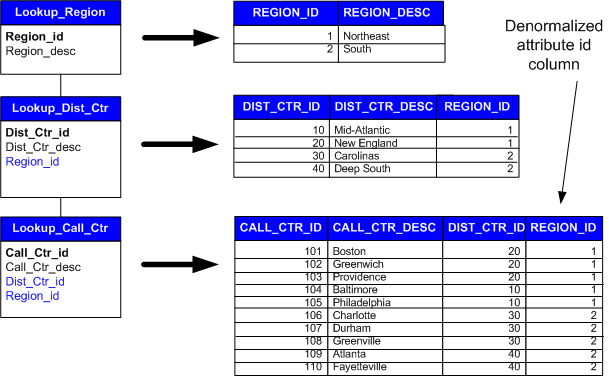 Lookup_Region
Region_id
Region_desc
REGION_ID REGION_DESC
1 Northeast
2 South
Denormalized
attribute id
column
Lookup_Dist_Ctr
Dist_Ctr_id
Dist_Ctr_desc
Region_id
DIST_CTR_ID DIST_CTR_DESC REGION_ID
10 Mid-Atlantic 1
20 New England 1
30 Carolinas 2
40 Deep South 2
Lookup_Call_Ctr
Call_Ctr_id
Call_Ctr_desc
Dist_Ctr_id
Region_id
CALL_CTR_ID CALL_CTR_DESC DIST_CTR_ID REGION_ID
101 Boston 20 1
102 Greenwich 20 1
103 Providence 20 1
104 Baltimore 10 1
105 Philadelphia 10 1
106 Charlotte 30 2
107 Durham 30 2
108 Greenville 30 2
109 Atlanta 40 2
110 Fayetteville 40 2